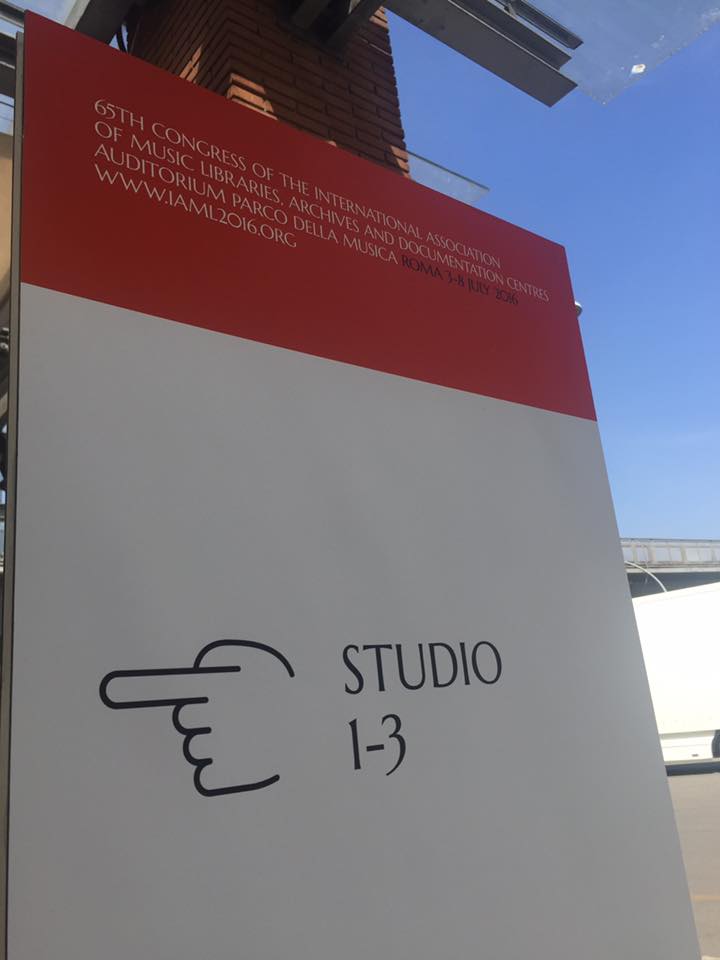 65TH CONGRESS OF THE INTERNATIONAL ASSOCIATION
OF MUSIC LIBRARIES, ARCHIVES AND DOCUMENTATION CENTRES
AUDITORIUM PARCO DELLA MUSICA ROMA 3-8 JULY 2016
WWW.IAML2016.ORG
STUDIO
1-3